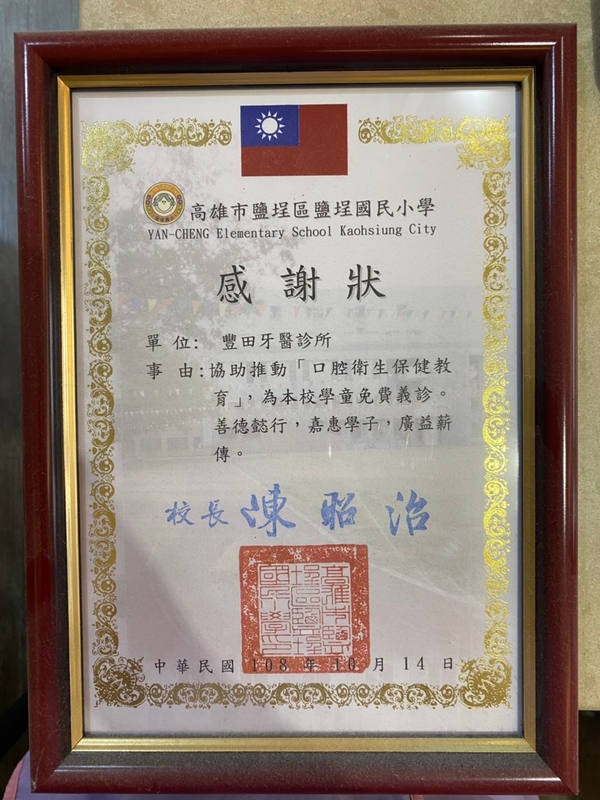 高雄市鹽埕區鹽埕國民小學
YAN-CHENG Elementary School Kaohsiung City
感謝狀
單位: 豐田牙醫診所
事由:協助推動「口腔衛生保健教
育」,為本校學童免費義診。
善德懿行,嘉惠學子,廣益薪
傳。
校長 陳昭治
中華民國 108 年 10 月 14 日